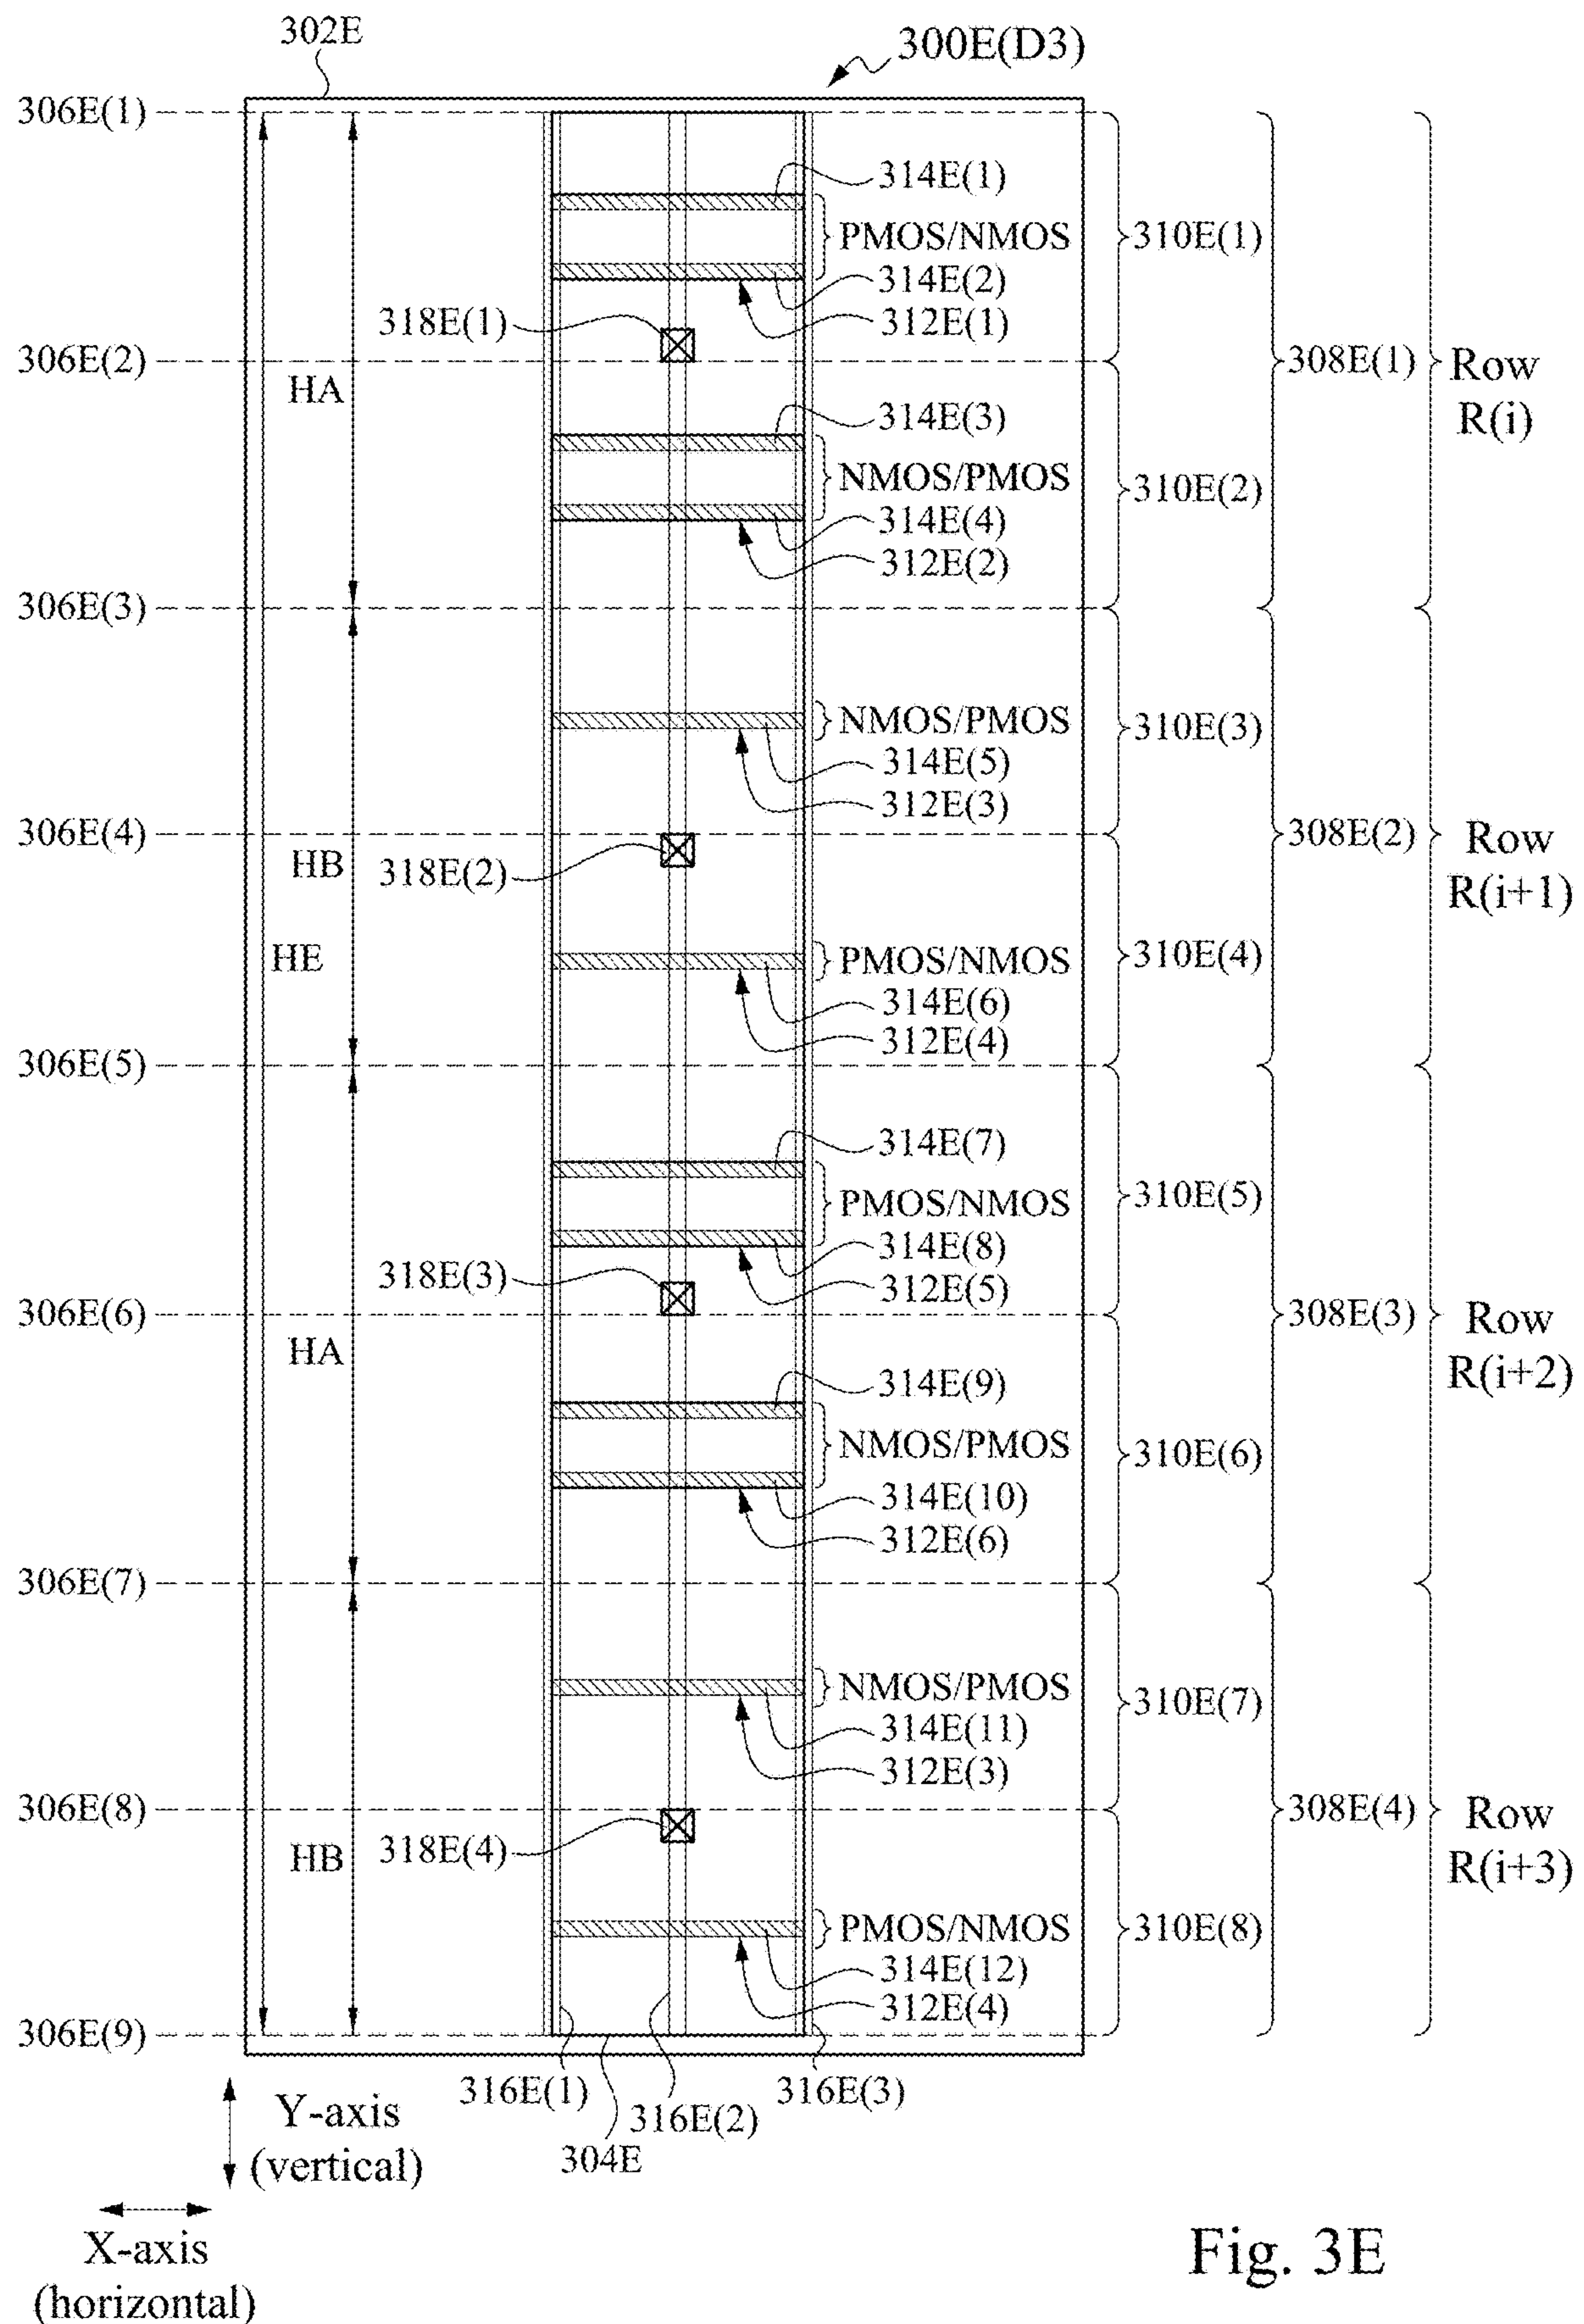 302E
300E(D3)
306E(1)
314E(1)
PMOS/NMOS
310E(1)
314E(2)
318E(1)
312E(1)
306E(2)
HA
308E(1)
Row
R(i)
314E(3)
NMOS/PMOS
310E(2)
314E(4)
312E(2)
306E(3)
NMOS/PMOS
310E(3)
314E(5)
312E(3)
306E(4)
HB
318E(2)
308E(2)
Row
R(i+1)
HE
PMOS/NMOS
310E(4)
314E(6)
312E(4)
306E(5)
314E(7)
PMOS/NMOS
310E(5)
314E(8)
318E(3)
312E(5)
306E(6)
HA
308E(3)
Row
R(i+2)
314E(9)
NMOS/PMOS
310E(6)
314E(10)
312E(6)
306E(7)
NMOS/PMOS
310E(7)
314E(11)
312E(3)
306E(8)
HB
318E(4)
308E(4)
Row
R(i+3)
PMOS/NMOS
310E(8)
314E(12)
312E(4)
306E(9)
316E(1)
316E(2)
316E(3)
304E
Y-axis
(vertical)
X-axis
(horizontal)
Fig. 3E